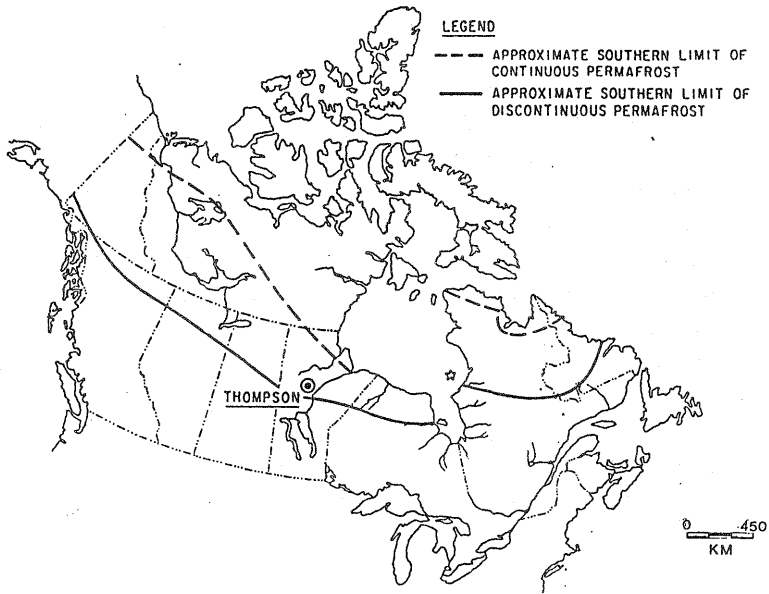 LEGEND
APPROXIMATE SOUTHERN LIMIT OF
CONTINUOUS PERMAFROST
APPROXIMATE SOUTHERN LIMIT OF
DISCONTINUOUS PERMAFROST
THOMPSON
0 450
KM